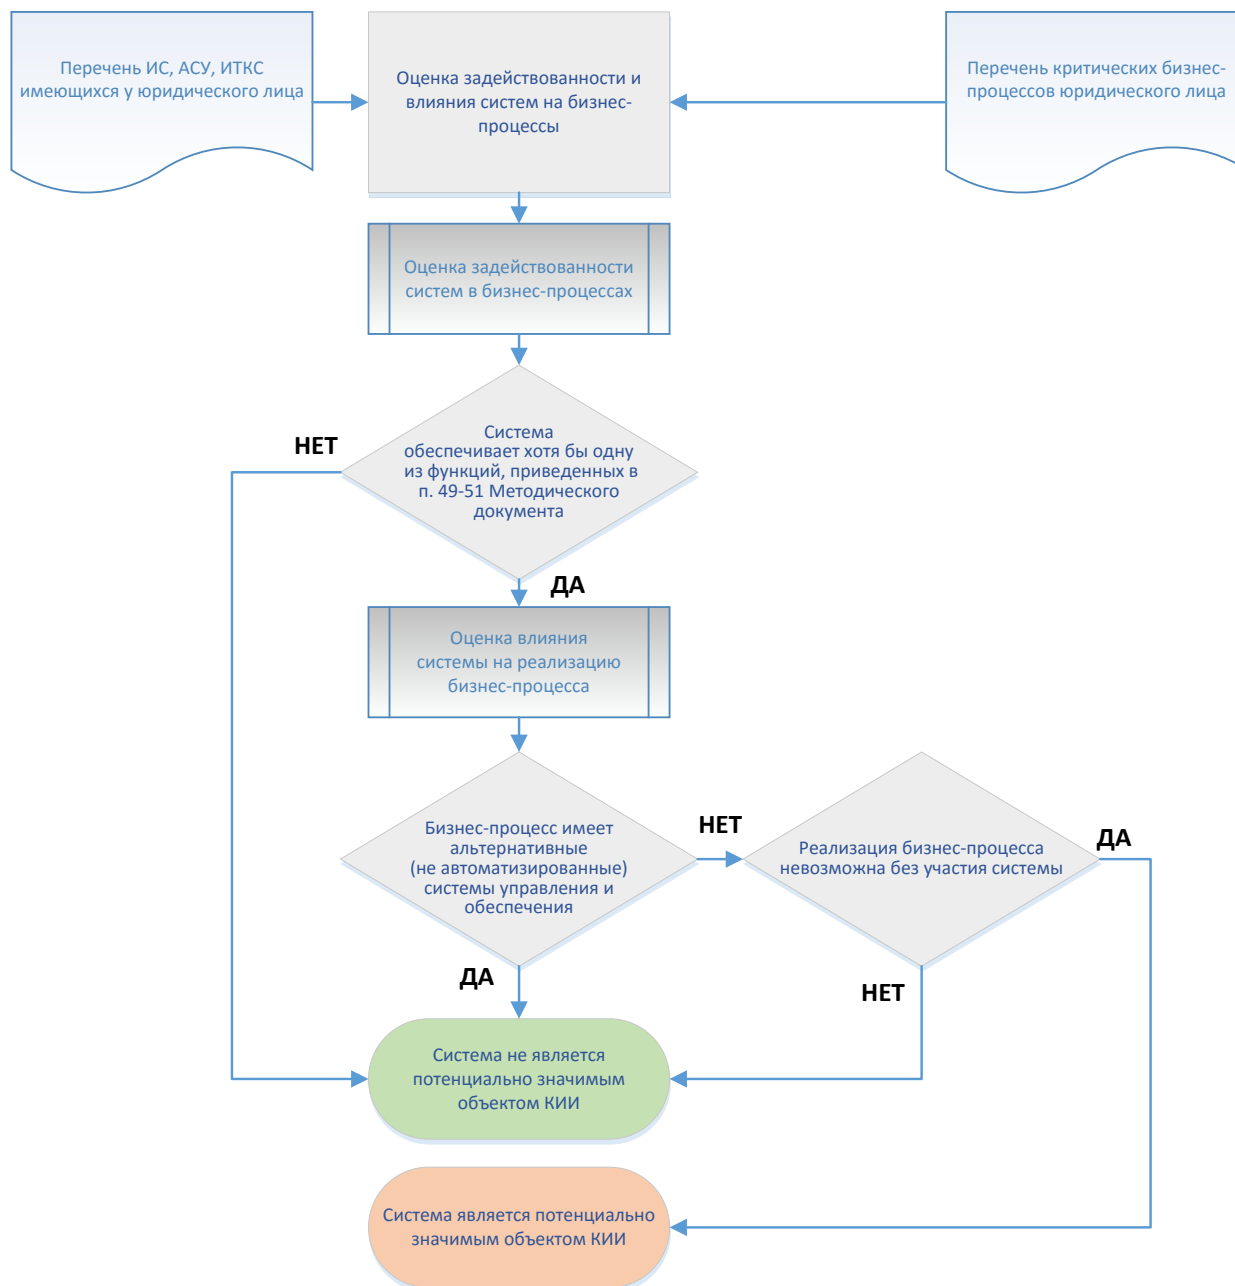 Перечень ИС, АСУ, ИТКС
имеющихся у юридического лица
Оценка задействованности и
влияния систем на бизнес-
процессы
Перечень критических бизнес-
процессов юридического лица
Оценка задействованности
систем в бизнес-процессах
Система
обеспечивает хотя бы одну
из функций, приведенных в
п. 49-51 Методического
документа
НЕТ
ДА
Оценка влияния
системы на реализацию
бизнес-процесса
Бизнес-процесс имеет
альтернативные
(не автоматизированные)
системы управления и
обеспечения
НЕТ
Реализация бизнес-процесса
невозможна без участия системы
ДА
ДА
НЕТ
Система не является
потенциально значимым
объектом КИИ
Система является потенциально
значимым объектом КИИ